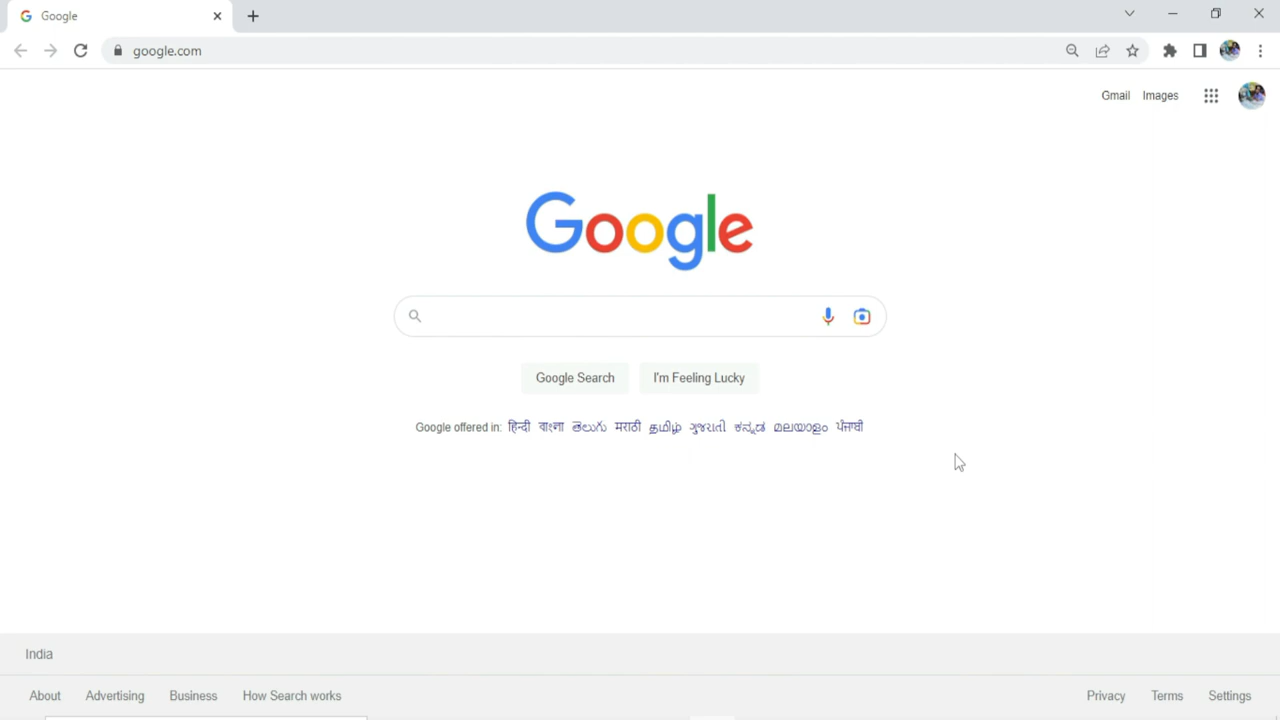 Google
google.com
Gmail Images
Google
Google Search I'm Feeling Lucky
Google offered in: हिन्दी বাংলা తెలుగు मराठी தமிழ் ગુજરાતી ಕನ್ನಡ മലയാളം ਪੰਜਾਬੀ
India
About Advertising Business How Search works Privacy Terms Settings